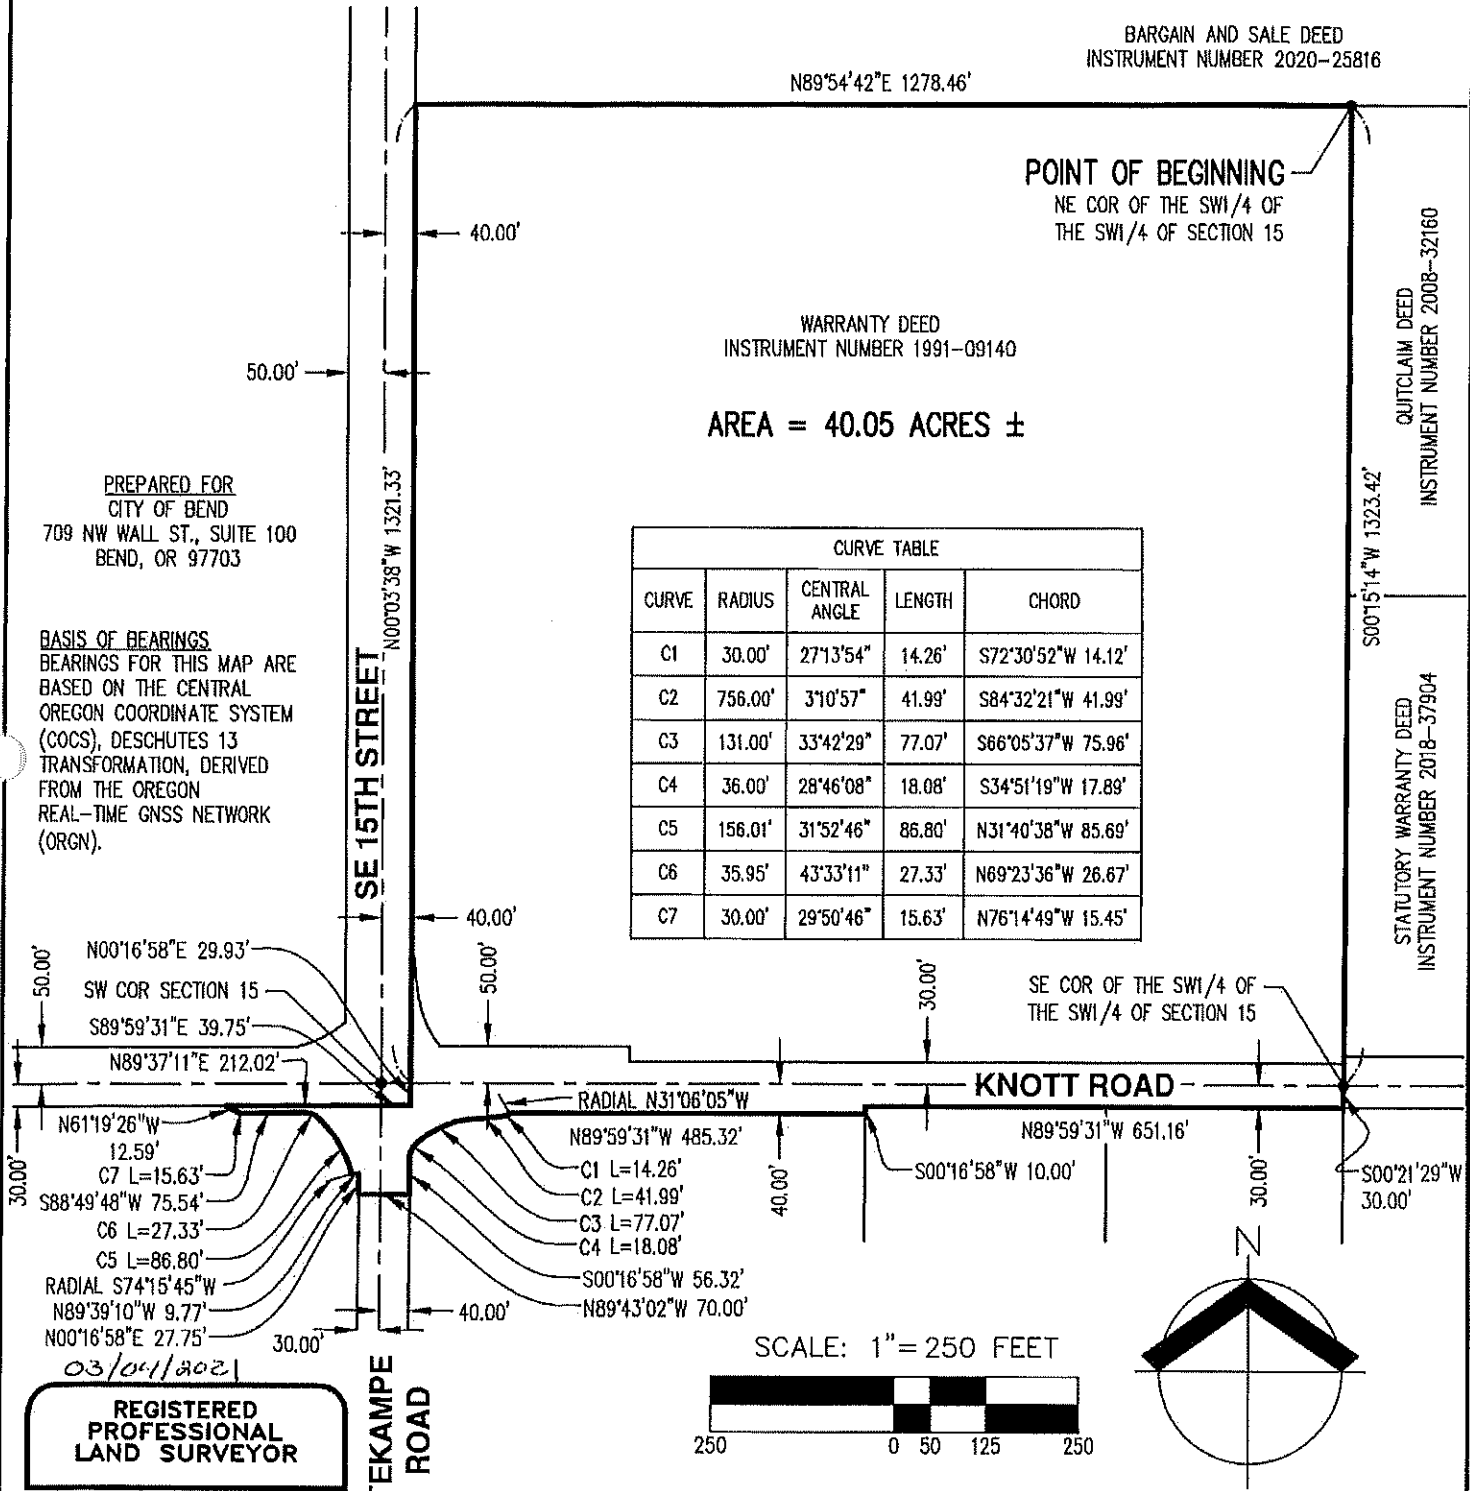 BARGAIN AND SALE DEED
INSTRUMENT NUMBER 2020-25816
N89°54'42"E 1278.46'
POINT OF BEGINNING
NE COR OF THE SW1/4 OF
THE SW1/4 OF SECTION 15
40.00'
QUITCLAIM DEED
INSTRUMENT NUMBER 2008-32160
WARRANTY DEED
INSTRUMENT NUMBER 1991-09140
50.00'
AREA = 40.05 ACRES ±
N00°03'38"W 1321.33'
S00°15'14"W 1323.42'
PREPARED FOR
CITY OF BEND
709 NW WALL ST., SUITE 100
BEND, OR 97703
BASIS OF BEARINGS
BEARINGS FOR THIS MAP ARE
BASED ON THE CENTRAL
OREGON COORDINATE SYSTEM
(COCS), DESCHUTES 13
TRANSFORMATION, DERIVED
FROM THE OREGON
REAL-TIME GNSS NETWORK
(ORGN).
SE 15TH STREET
CURVE TABLE
CURVE RADIUS CENTRAL ANGLE LENGTH CHORD
C1 30.00' 27°13'54" 14.26' S72°30'52"W 14.12'
C2 756.00' 3°10'57" 41.99' S84°32'21"W 41.99'
C3 131.00' 33°42'29" 77.07' S66°05'37"W 75.96'
C4 36.00' 28°46'08" 18.08' S34°51'19"W 17.89'
C5 156.01' 31°52'46" 86.80' N31°40'38"W 85.69'
C6 35.95' 43°33'11" 27.33' N69°23'36"W 26.67'
C7 30.00' 29°50'46" 15.63' N76°14'49"W 15.45'
STATUTORY WARRANTY DEED
INSTRUMENT NUMBER 2018-37904
40.00'
50.00'
N00°16'58"E 29.93'
SW COR SECTION 15
S89°59'31"E 39.75'
N89°37'11"E 212.02'
50.00'
30.00'
SE COR OF THE SW1/4 OF
THE SW1/4 OF SECTION 15
KNOTT ROAD
RADIAL N31°06'05"W
N89°59'31"W 485.32'
N89°59'31"W 651.16'
N61°19'26"W
12.59'
30.00'
C7 L=15.63'
S88°49'48"W 75.54'
C6 L=27.33'
C5 L=86.80'
RADIAL S74°15'45"W
N89°39'10"W 9.77'
N00°16'58"E 27.75'
C1 L=14.26'
C2 L=41.99'
C3 L=77.07'
C4 L=18.08'
S00°16'58"W 56.32'
N89°43'02"W 70.00'
40.00'
S00°16'58"W 10.00'
30.00'
S00°21'29"W
30.00'
40.00'
30.00'
N
SCALE: 1"= 250 FEET
250 0 50 125 250
03/04/2021
REGISTERED
PROFESSIONAL
LAND SURVEYOR
TEKAMPE
ROAD